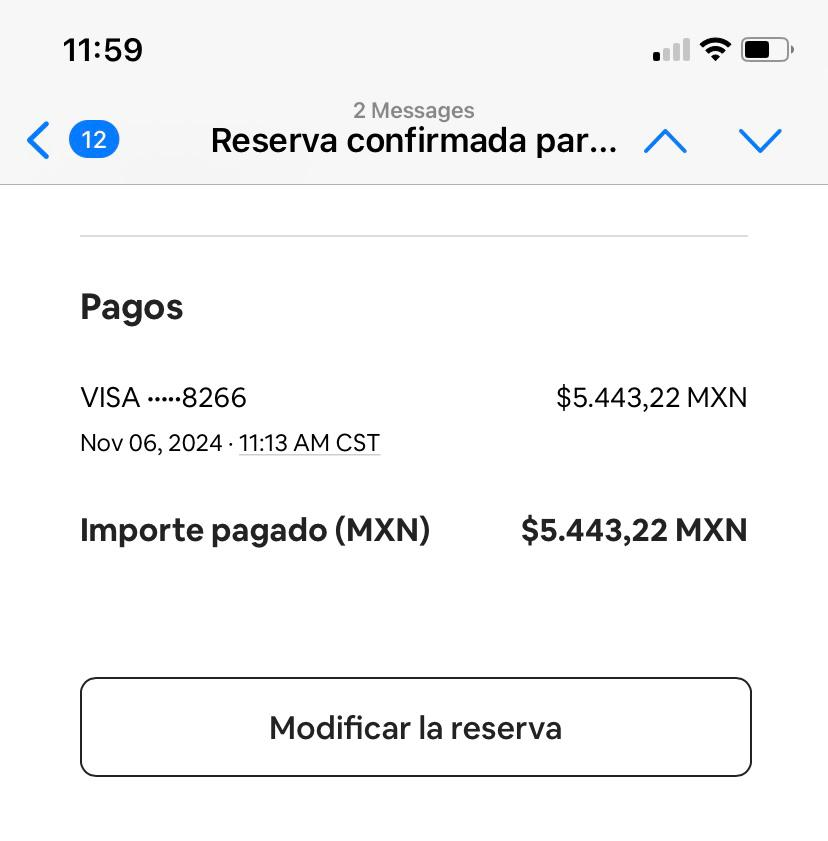 11:59
2 Messages
12
Reserva confirmada par...
Pagos
VISA ·····8266 $5.443,22 MXN
Nov 06, 2024 · 11:13 AM CST
Importe pagado (MXN) $5.443,22 MXN
Modificar la reserva